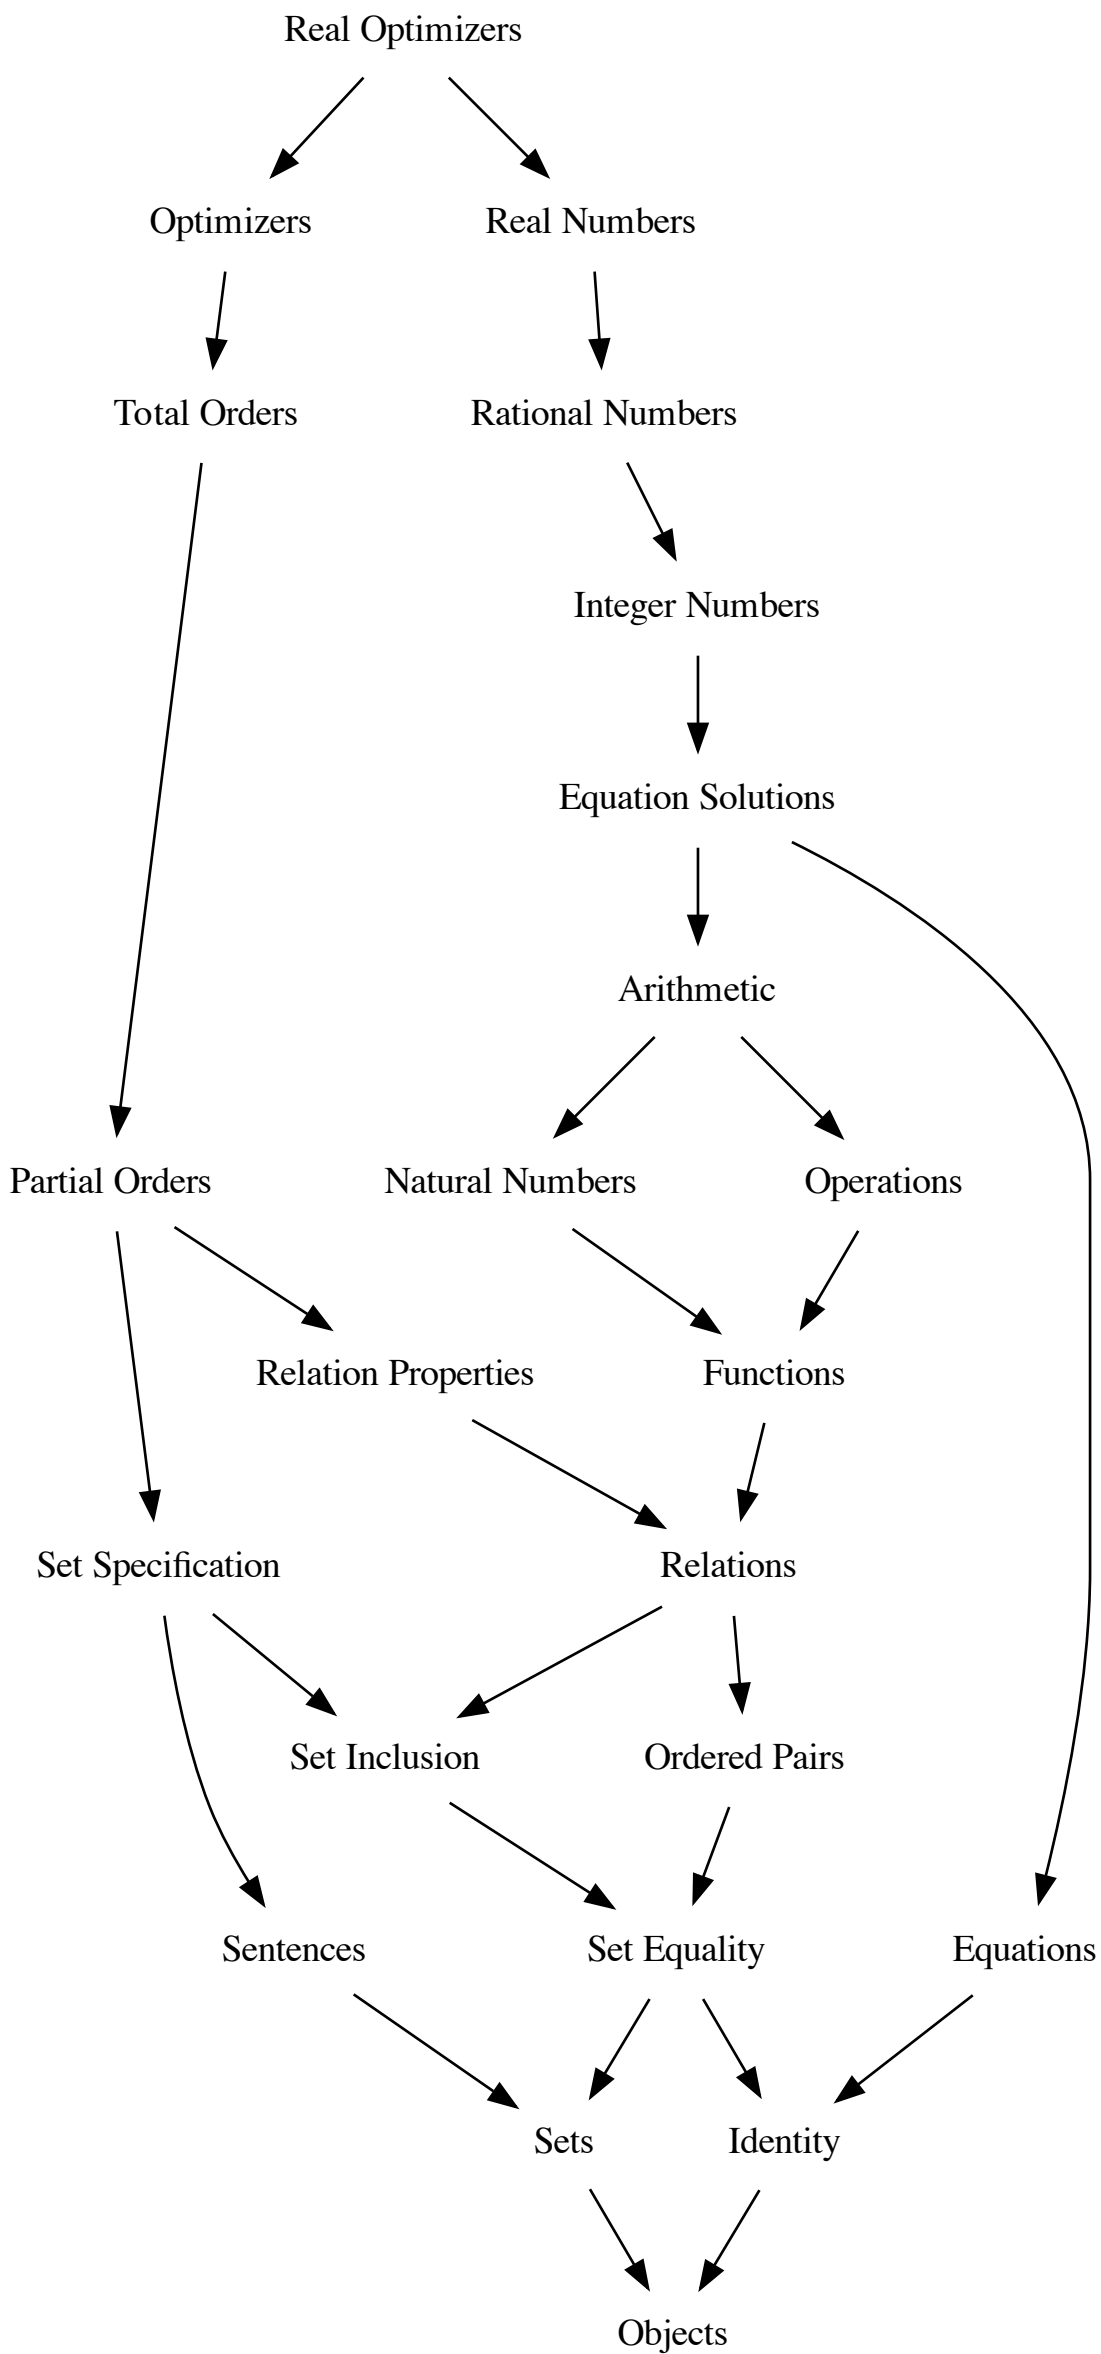 Real Optimizers
Optimizers
Real Numbers
Total Orders
Rational Numbers
Integer Numbers
Equation Solutions
Arithmetic
Partial Orders
Natural Numbers
Operations
Relation Properties
Functions
Set Specification
Relations
Set Inclusion
Ordered Pairs
Sentences
Set Equality
Equations
Sets
Identity
Objects